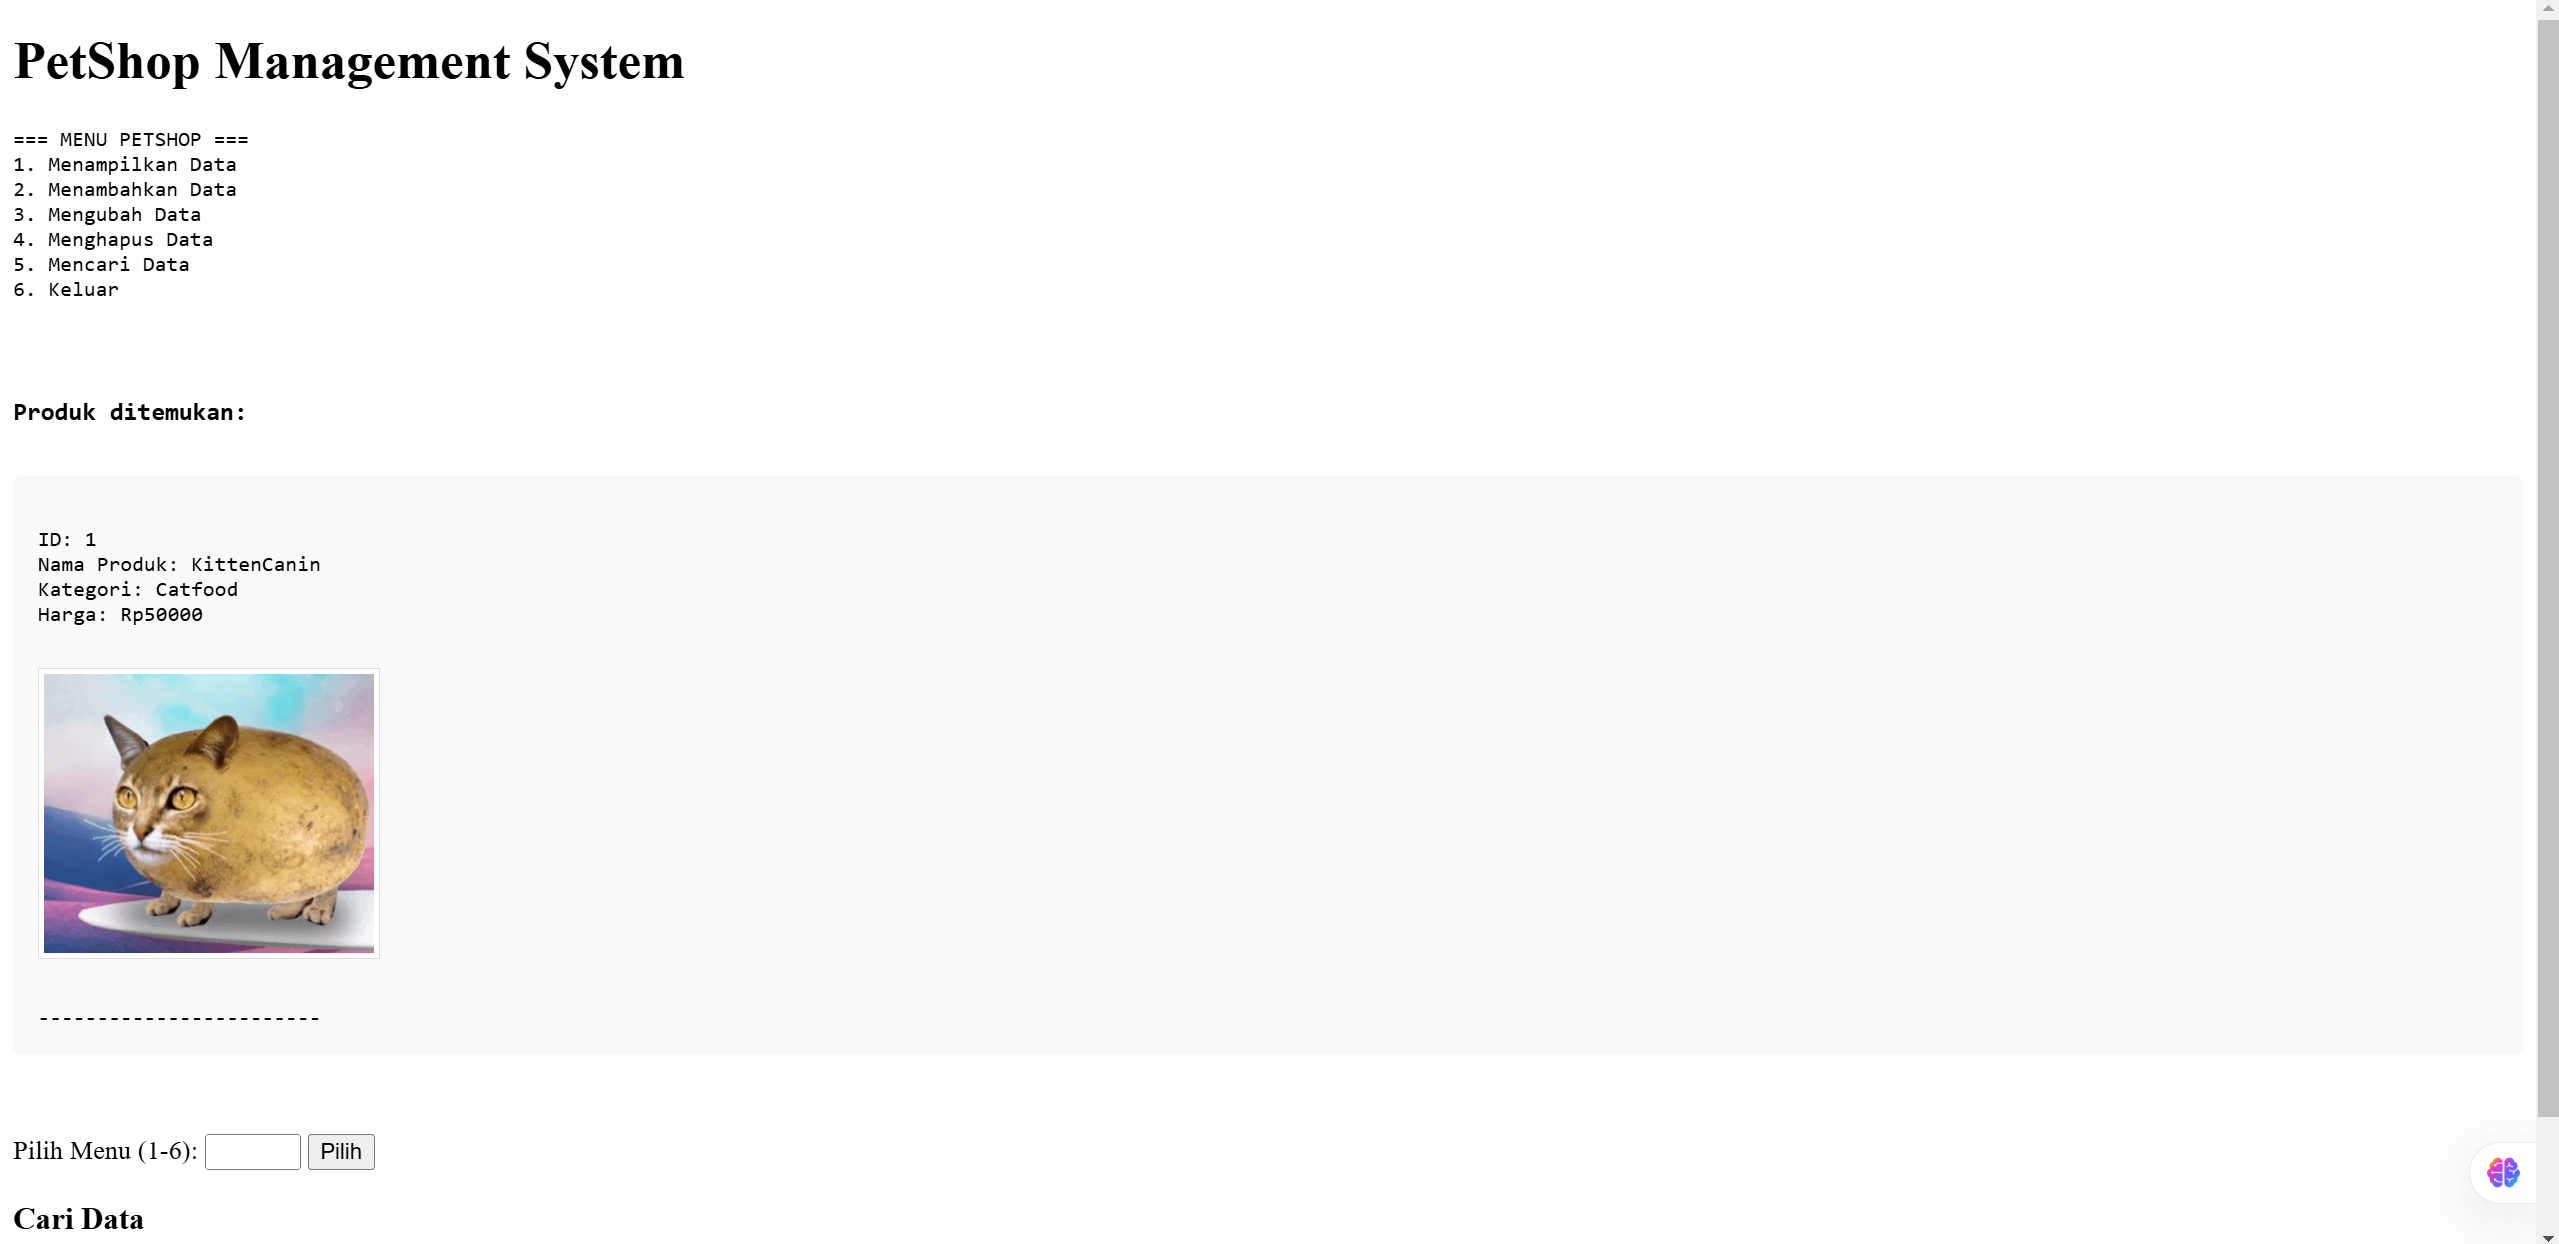 PetShop Management System
=== MENU PETSHOP ===
1. Menampilkan Data
2. Menambahkan Data
3. Mengubah Data
4. Menghapus Data
5. Mencari Data
6. Keluar
Produk ditemukan:
ID: 1
Nama Produk: KittenCanin
Kategori: Catfood
Harga: Rp50000
------------------------
Pilih Menu (1-6):
Pilih
Cari Data